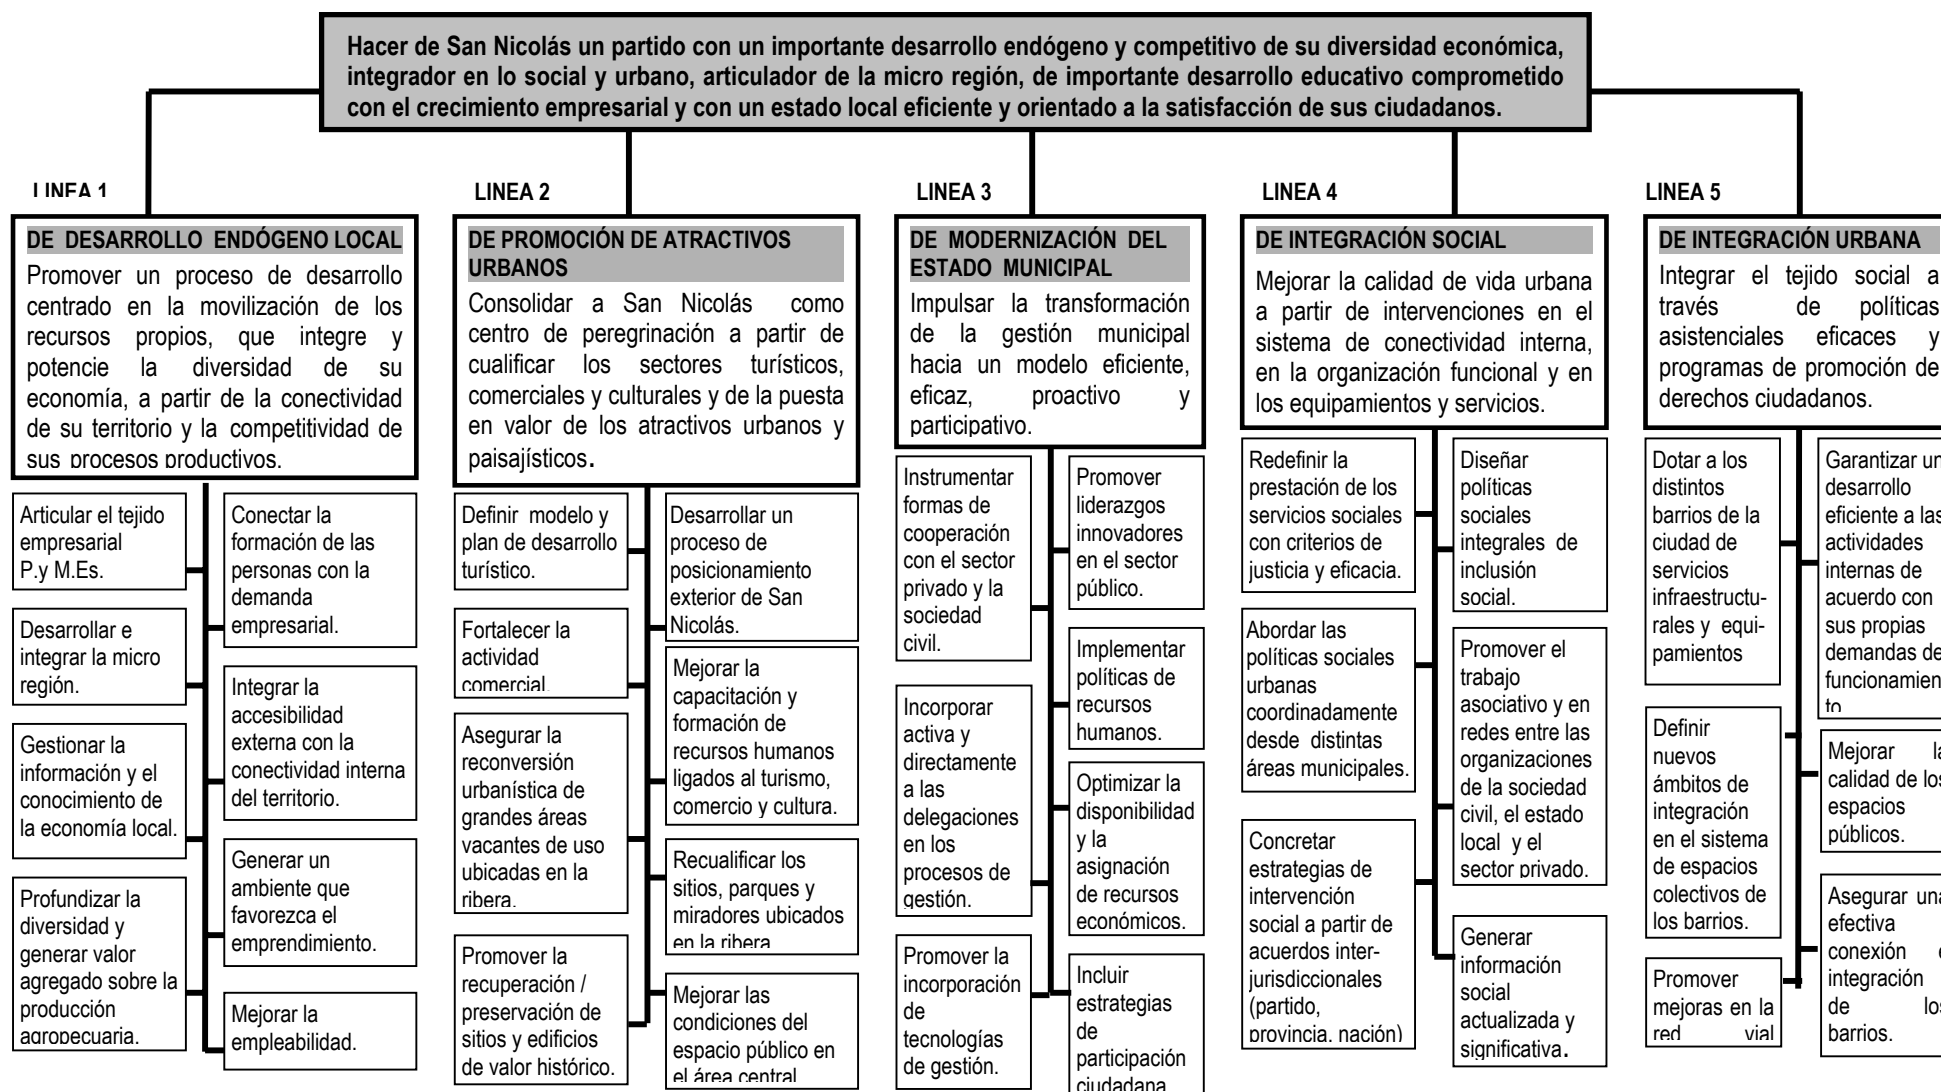 Hacer de San Nicolás un partido con un importante desarrollo endógeno y competitivo de su diversidad económica,
integrador en lo social y urbano, articulador de la micro región, de importante desarrollo educativo comprometido
con el crecimiento empresarial y con un estado local eficiente y orientado a la satisfacción de sus ciudadanos.
LINEA 1
DE DESARROLLO ENDÓGENO LOCAL
Promover un proceso de desarrollo
centrado en la movilización de los
recursos propios, que integre y
potencie la diversidad de su
economía, a partir de la conectividad
de su territorio y la competitividad de
sus procesos productivos.
Articular el tejido
empresarial
P.y M.Es.
Desarrollar e
integrar la micro
región.
Gestionar la
información y el
conocimiento de
la economía local.
Profundizar la
diversidad y
generar valor
agregado sobre la
producción
agropecuaria.
Conectar la
formación de las
personas con la
demanda
empresarial.
Integrar la
accesibilidad
externa con la
conectividad interna
del territorio.
Generar un
ambiente que
favorezca el
emprendimiento.
Mejorar la
empleabilidad.
LINEA 2
DE PROMOCIÓN DE ATRACTIVOS
URBANOS
Consolidar a San Nicolás como
centro de peregrinación a partir de
cualificar los sectores turísticos,
comerciales y culturales y de la puesta
en valor de los atractivos urbanos y
paisajísticos.
Definir modelo y
plan de desarrollo
turístico.
Fortalecer la
actividad
comercial.
Asegurar la
reconversión
urbanística de
grandes áreas
vacantes de uso
ubicadas en la
ribera.
Promover la
recuperación /
preservación de
sitios y edificios
de valor histórico.
Desarrollar un
proceso de
posicionamiento
exterior de San
Nicolás.
Mejorar la
capacitación y
formación de
recursos humanos
ligados al turismo,
comercio y cultura.
Recualificar los
sitios, parques y
miradores ubicados
en la ribera
Mejorar las
condiciones del
espacio público en
el área central
LINEA 3
DE MODERNIZACIÓN DEL
ESTADO MUNICIPAL
Impulsar la transformación
de la gestión municipal
hacia un modelo eficiente,
eficaz, proactivo y
participativo.
Instrumentar
formas de
cooperación
con el sector
privado y la
sociedad
civil.
Incorporar
activa y
directamente
a las
delegaciones
en los
procesos de
gestión.
Promover la
incorporación
de
tecnologías
de gestión.
Promover
liderazgos
innovadores
en el sector
público.
Implementar
políticas de
recursos
humanos.
Optimizar la
disponibilidad
y la
asignación
de recursos
económicos.
Incluir
estrategias
de
participación
ciudadana
LINEA 4
DE INTEGRACIÓN SOCIAL
Mejorar la calidad de vida urbana
a partir de intervenciones en el
sistema de conectividad interna,
en la organización funcional y en
los equipamientos y servicios.
Redefinir la
prestación de los
servicios sociales
con criterios de
justicia y eficacia.
Abordar las
políticas sociales
urbanas
coordinadamente
desde distintas
áreas municipales.
Concretar
estrategias de
intervención
social a partir de
acuerdos inter-
jurisdiccionales
(partido,
provincia, nación)
Diseñar
políticas
sociales
integrales de
inclusión
social.
Promover el
trabajo
asociativo y en
redes entre las
organizaciones
de la sociedad
civil, el estado
local y el
sector privado.
Generar
información
social
actualizada y
significativa.
LINEA 5
DE INTEGRACIÓN URBANA
Integrar el tejido social a
través de políticas
asistenciales eficaces y
programas de promoción de
derechos ciudadanos.
Dotar a los
distintos
barrios de la
ciudad de
servicios
infraestructu-
rales y equi-
pamientos
Definir
nuevos
ámbitos de
integración
en el sistema
de espacios
colectivos de
los barrios.
Promover
mejoras en la
red vial
Garantizar un
desarrollo
eficiente a las
actividades
internas de
acuerdo con
sus propias
demandas de
funcionamien
to
Mejorar la
calidad de los
espacios
públicos.
Asegurar una
efectiva
conexión e
integración
de los
barrios.